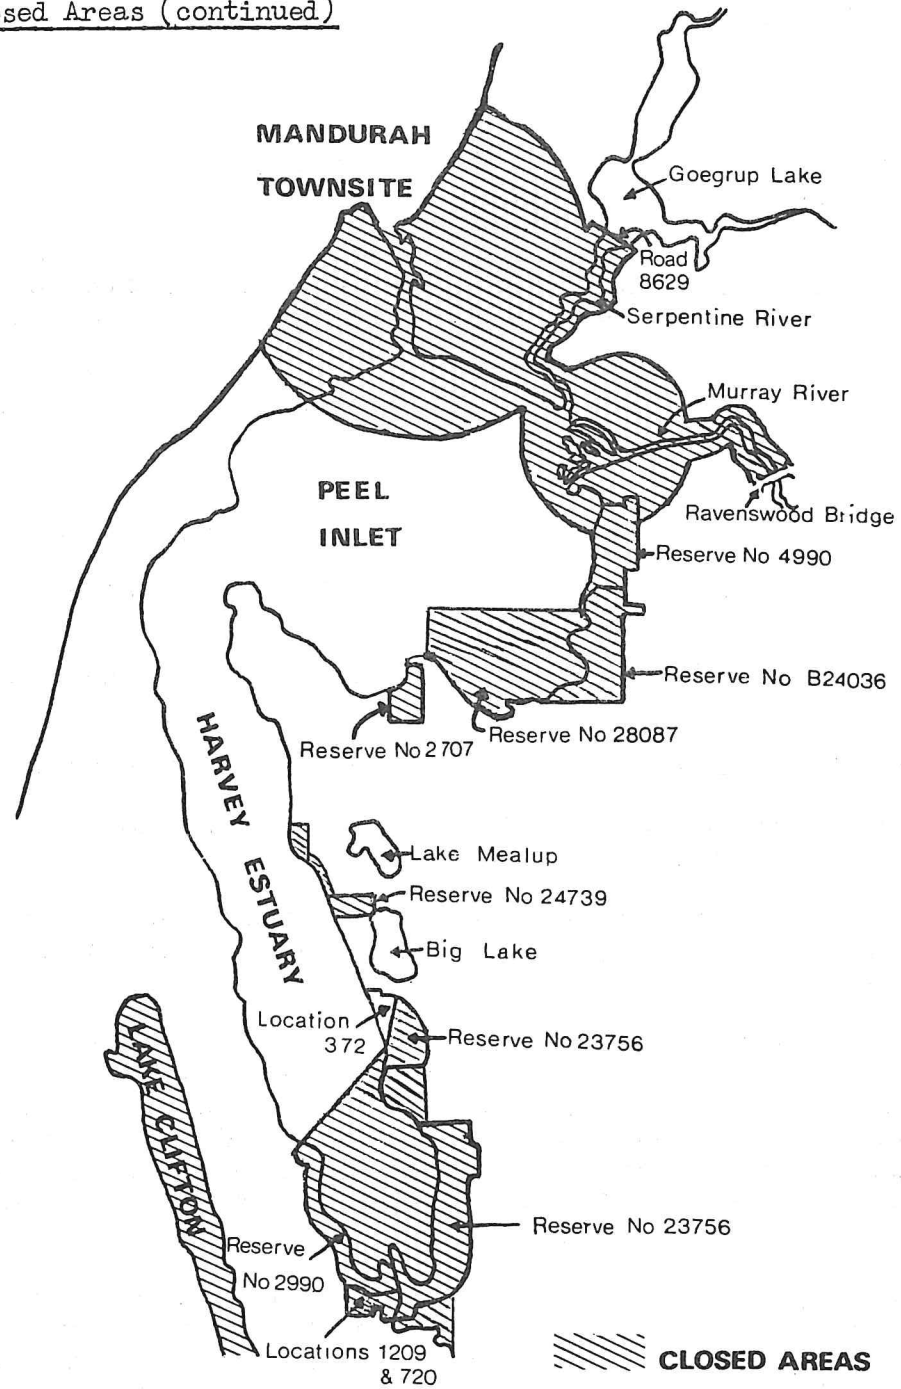 sed Areas (continued)
MANDURAH
TOWNSITE
Goegrup Lake
Road
8629
Serpentine River
Murray River
PEEL
INLET
Ravenswood Bridge
Reserve No 4990
Reserve No B24036
Reserve No 28087
Reserve No 2707
HARVEY ESTUARY
Lake Mealup
Reserve No 24739
Big Lake
Location
372
Reserve No 23756
LAKE CLIFTON
Reserve No 23756
Reserve
No 2990
Locations 1209
& 720
CLOSED AREAS